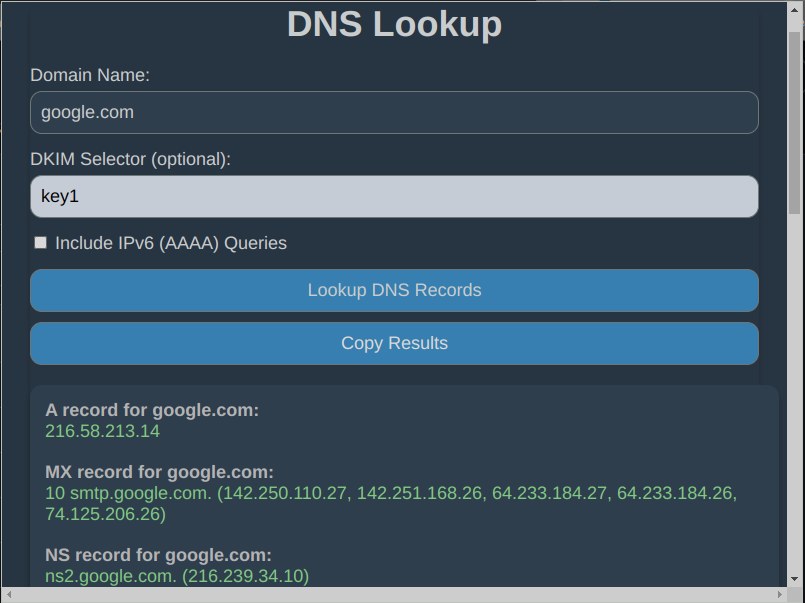 DNS Lookup
Domain Name:
google.com
DKIM Selector (optional):
key1
Include IPv6 (AAAA) Queries
Lookup DNS Records
Copy Results
A record for google.com:
216.58.213.14
MX record for google.com:
10 smtp.google.com. (142.250.110.27, 142.251.168.26, 64.233.184.27, 64.233.184.26,
74.125.206.26)
NS record for google.com:
ns2.google.com. (216.239.34.10)